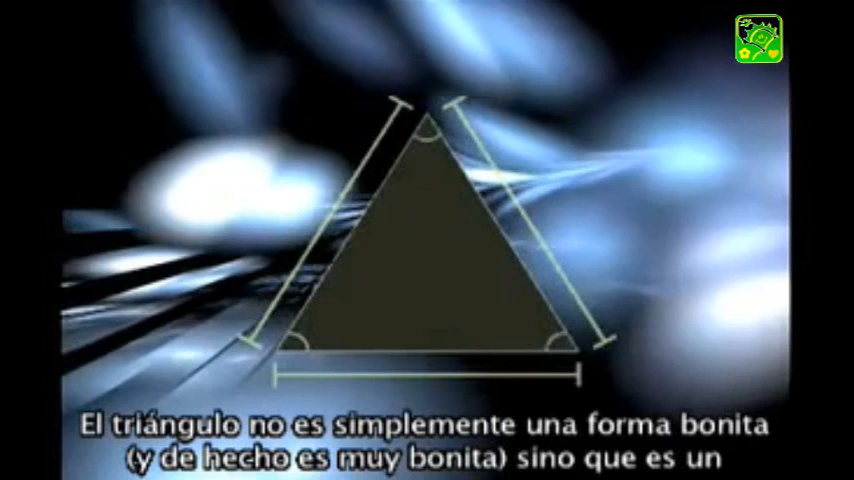 El triángulo no es simplemente una forma bonita
(y de hecho es muy bonita) sino que es un